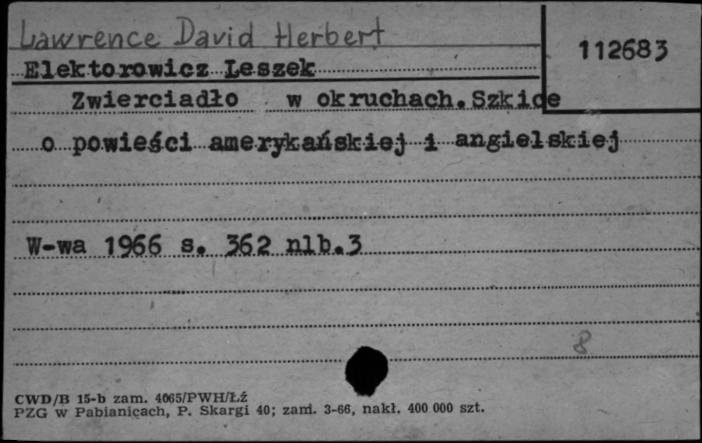 Lawrence David Herbert
112683
Elektorowicz Leszek
Zwierciadło w okruchach. Szkice
o powieści amerykańskiej i angielskiej
W-wa 1966 s. 362 nlb.3
8
CWD/B 15-b zam. 4065/PWH/Łź
PZG w Pabianicach, P. Skargi 40; zam. 3-66, nakł. 400 000 szt.